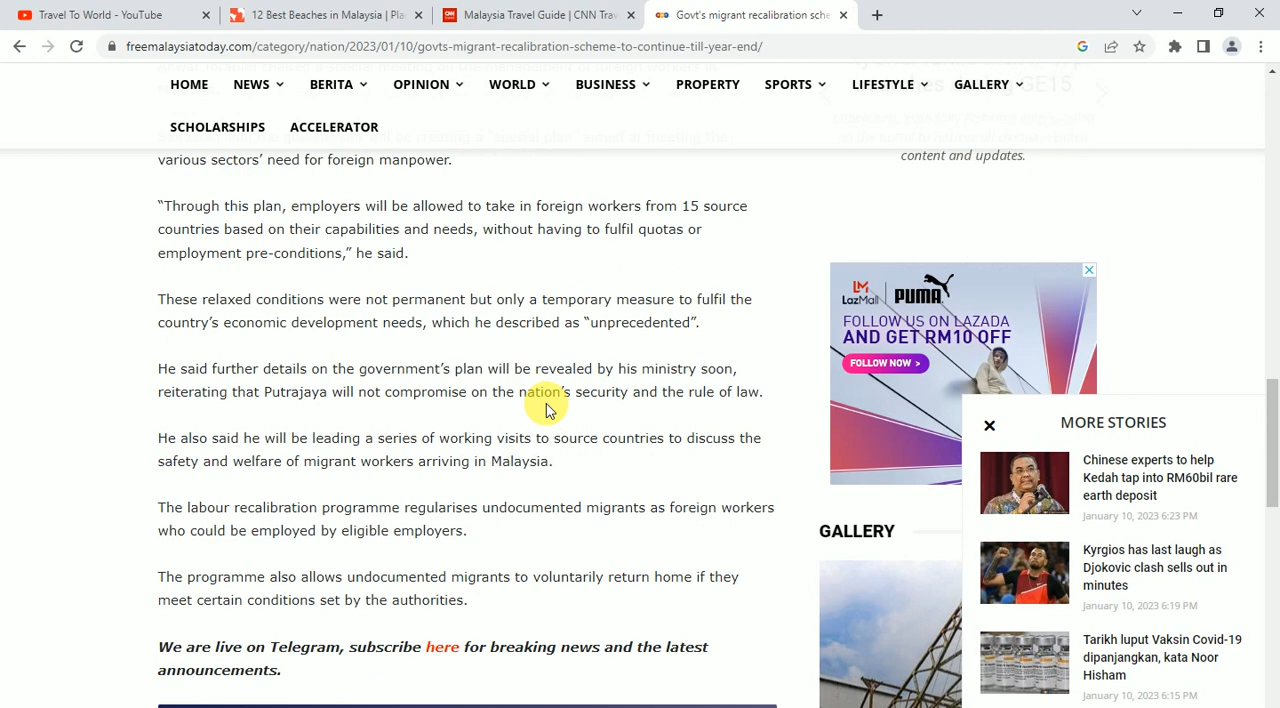 Travel To World - YouTube
12 Best Beaches in Malaysia | Pla
Malaysia Travel Guide | CNN Trav
Govt's migrant recalibration sche
freemalaysiatoday.com/category/nation/2023/01/10/govts-migrant-recalibration-scheme-to-continue-till-year-end/
HOME NEWS BERITA OPINION WORLD BUSINESS PROPERTY SPORTS LIFESTYLE GALLERY
SCHOLARSHIPS ACCELERATOR
various sectors’ need for foreign manpower.
“Through this plan, employers will be allowed to take in foreign workers from 15 source
countries based on their capabilities and needs, without having to fulfil quotas or
employment pre-conditions,” he said.
These relaxed conditions were not permanent but only a temporary measure to fulfil the
country’s economic development needs, which he described as “unprecedented”.
He said further details on the government’s plan will be revealed by his ministry soon,
reiterating that Putrajaya will not compromise on the nation’s security and the rule of law.
He also said he will be leading a series of working visits to source countries to discuss the
safety and welfare of migrant workers arriving in Malaysia.
The labour recalibration programme regularises undocumented migrants as foreign workers
who could be employed by eligible employers.
The programme also allows undocumented migrants to voluntarily return home if they
meet certain conditions set by the authorities.
We are live on Telegram, subscribe here for breaking news and the latest
announcements.
content and updates.
LM
LazMall
PUMA
FOLLOW US ON LAZADA
AND GET RM10 OFF
FOLLOW NOW >
GALLERY
MORE STORIES
Chinese experts to help
Kedah tap into RM60bil rare
earth deposit
January 10, 2023 6:23 PM
Kyrgios has last laugh as
Djokovic clash sells out in
minutes
January 10, 2023 6:19 PM
Tarikh luput Vaksin Covid-19
dipanjangkan, kata Noor
Hisham
January 10, 2023 6:15 PM